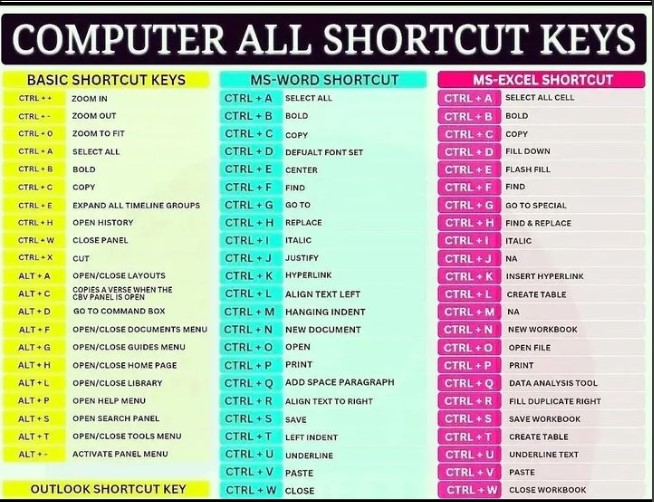 COMPUTER ALL SHORTCUT KEYS
BASIC SHORTCUT KEYS
CTRL + + ZOOM IN
CTRL + - ZOOM OUT
CTRL + 0 ZOOM TO FIT
CTRL + A SELECT ALL
CTRL + B BOLD
CTRL + C COPY
CTRL + E EXPAND ALL TIMELINE GROUPS
CTRL + H OPEN HISTORY
CTRL + W CLOSE PANEL
CTRL + X CUT
ALT + A OPEN/CLOSE LAYOUTS
ALT + C COPIES A VERSE WHEN THE
CBV PANEL IS OPEN
ALT + D GO TO COMMAND BOX
ALT + F OPEN/CLOSE DOCUMENTS MENU
ALT + G OPEN/CLOSE GUIDES MENU
ALT + H OPEN/CLOSE HOME PAGE
ALT + L OPEN/CLOSE LIBRARY
ALT + P OPEN HELP MENU
ALT + S OPEN SEARCH PANEL
ALT + T OPEN/CLOSE TOOLS MENU
ALT + - ACTIVATE PANEL MENU
OUTLOOK SHORTCUT KEY
MS-WORD SHORTCUT
CTRL + A SELECT ALL
CTRL + B BOLD
CTRL + C COPY
CTRL + D DEFUALT FONT SET
CTRL + E CENTER
CTRL + F FIND
CTRL + G GO TO
CTRL + H REPLACE
CTRL + I ITALIC
CTRL + J JUSTIFY
CTRL + K HYPERLINK
CTRL + L ALIGN TEXT LEFT
CTRL + M HANGING INDENT
CTRL + N NEW DOCUMENT
CTRL + O OPEN
CTRL + P PRINT
CTRL + Q ADD SPACE PARAGRAPH
CTRL + R ALIGN TEXT TO RIGHT
CTRL + S SAVE
CTRL + T LEFT INDENT
CTRL + U UNDERLINE
CTRL + V PASTE
CTRL + W CLOSE
MS-EXCEL SHORTCUT
CTRL + A SELECT ALL CELL
CTRL + B BOLD
CTRL + C COPY
CTRL + D FILL DOWN
CTRL + E FLASH FILL
CTRL + F FIND
CTRL + G GO TO SPECIAL
CTRL + H FIND & REPLACE
CTRL + I ITALIC
CTRL + J NA
CTRL + K INSERT HYPERLINK
CTRL + L CREATE TABLE
CTRL + M NA
CTRL + N NEW WORKBOOK
CTRL + O OPEN FILE
CTRL + P PRINT
CTRL + Q DATA ANALYSIS TOOL
CTRL + R FILL DUPLICATE RIGHT
CTRL + S SAVE WORKBOOK
CTRL + T CREATE TABLE
CTRL + U UNDERLINE TEXT
CTRL + V PASTE
CTRL + W CLOSE WORKBOOK